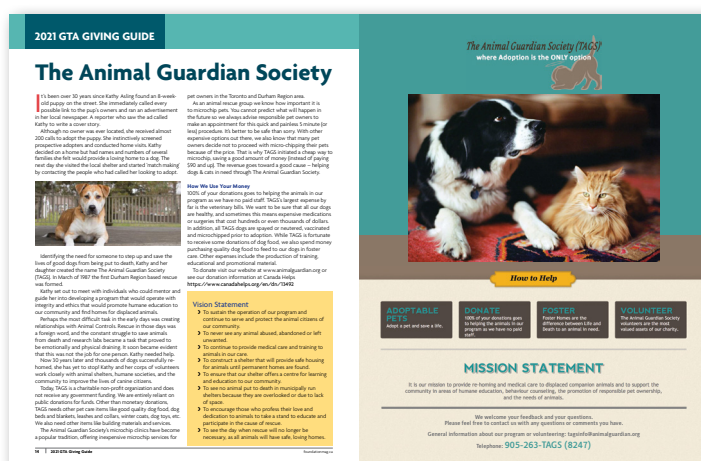 2021 GTA GIVING GUIDE
The Animal Guardian Society
It's been over 30 years since Kathy Asling found an 8-week-
old puppy on the street. She immediately called every
possible link to the pup's owners and ran an advertisement
in her local newspaper. A reporter who saw the ad called
Kathy to write a cover story.
Although no owner was ever located, she received almost
200 calls to adopt the puppy. She instinctively screened
prospective adopters and conducted home visits. Kathy
decided on a home but had names and numbers of several
families she felt would provide a loving home to a dog. The
next day she visited the local shelter and started 'match making'
by contacting the people who had called her looking to adopt.
Identifying the need for someone to step up and save the
lives of good dogs from being put to death. Kathy and her
daughter created the name The Animal Guardian Society
(TAGS). In March of 1987 the first Durham Region based rescue
was formed.
Kathy set out to meet with individuals who could mentor and
guide her into developing a program that would operate with
integrity and ethics that would promote humane education to
our community and find homes for displaced animals.
Perhaps the most difficult task in the early days was creating
relationships with Animal Controls. Rescue in those days was
a foreign word, and the constant struggle to save animals
from death and research labs became a task that proved to
be emotionally and physically draining. It soon became evident
that this was not the job for one person. Kathy needed help.
Now 30 years later and thousands of dogs successfully re-
homed, she has yet to stop! Kathy and her corps of volunteers
work closely with animal shelters, humane societies, and the
community to improve the lives of canine citizens.
Today, TAGS is a charitable non-profit organisation and does
not receive any government funding. We are entirely reliant on
public donations for funds. Other than monetary donations,
TAGS needs other pet care items like good quality dog food, dog
beds and blankets, leashes and collars, winter coats, dog toys, etc.
We also need other items like building materials and services.
The Animal Guardian Society's microchip clinics have become
a popular tradition, offering inexpensive microchip services for
pet owners in the Toronto and Durham Region area.
As an animal rescue group we know how important it is
to microchip pets. You cannot predict what will happen in
the future so we always advise responsible pet owners to
make an appointment for this quick and painless 5 minute (or
less) procedure. It's better to be safe than sorry. With other
expensive options out there, we also know that many pet
owners decide not to proceed with micro-chipping their pets
because of the price. That is why TAGS initiated a cheap way to
microchip, saving a good amount of money (instead of paying
$90 and up). The revenue goes toward a good cause – helping
dogs & cats in need through The Animal Guardian Society.
How We Use Your Money
100% of your donations goes to helping the animals in our
program as we have no paid staff. TAGS's largest expense by
far is the veterinary bills. We want to be sure that all our dogs
are healthy, and sometimes this means expensive medications
or surgeries that cost hundreds or even thousands of dollars.
In addition, all TAGS dogs are spayed or neutered, vaccinated
and microchipped prior to adoption. While TAGS is fortunate
to receive some donations of dog food, we also spend money
purchasing quality dog food to feed to our dogs in foster
care. Other expenses include the production of training,
educational and promotional material.
To donate visit our website at www.animalguardian.org or
see our donation information at Canada Helps
https://www.canadahelps.org/en/dn/13492
Vision Statement
❯ To sustain the operation of our program and
continue to serve and protect the animal citizens of
our community.
❯ To never see any animal abused, abandoned or left
unwanted.
❯ To continue to provide medical care and training to
animals in our care.
❯ To construct a shelter that will provide safe housing
for animals until permanent homes are found.
❯ To ensure that our shelter offers a centre for learning
and education to our community.
❯ To see no animal put to death in municipally run
shelters because they are overlooked or due to lack
of space.
❯ To encourage those who profess their love and
dedication to animals to take a stand to educate and
participate in the cause of rescue.
❯ To see the day when rescue will no longer be
necessary, as all animals will have safe, loving homes.
14 | 2021 GTA Giving Guide
foundationmag.ca
The Animal Guardian Society (TAGS)
where Adoption is the ONLY option
How to Help
ADOPTABLE
PETS
Adopt a pet and save a life.
DONATE
100% of your donations goes
to helping the animals in our
program as we have no paid
staff.
FOSTER
Foster Homes are the
difference between Life and
Death to an animal in need.
VOLUNTEER
The Animal Guardian Society
volunteers are the most
valued assets of our charity.
MISSION STATEMENT
It is our mission to provide re-homing and medical care to displaced companion animals and to support the
community in areas of humane education, behaviour counselling, the promotion of responsible pet ownership,
and the needs of animals.
We welcome your feedback and your questions.
Please feel free to contact us with any questions or comments you have.
General information about our program or volunteering: tagsinfo@animalguardian.org
Telephone: 905-263-TAGS (8247)